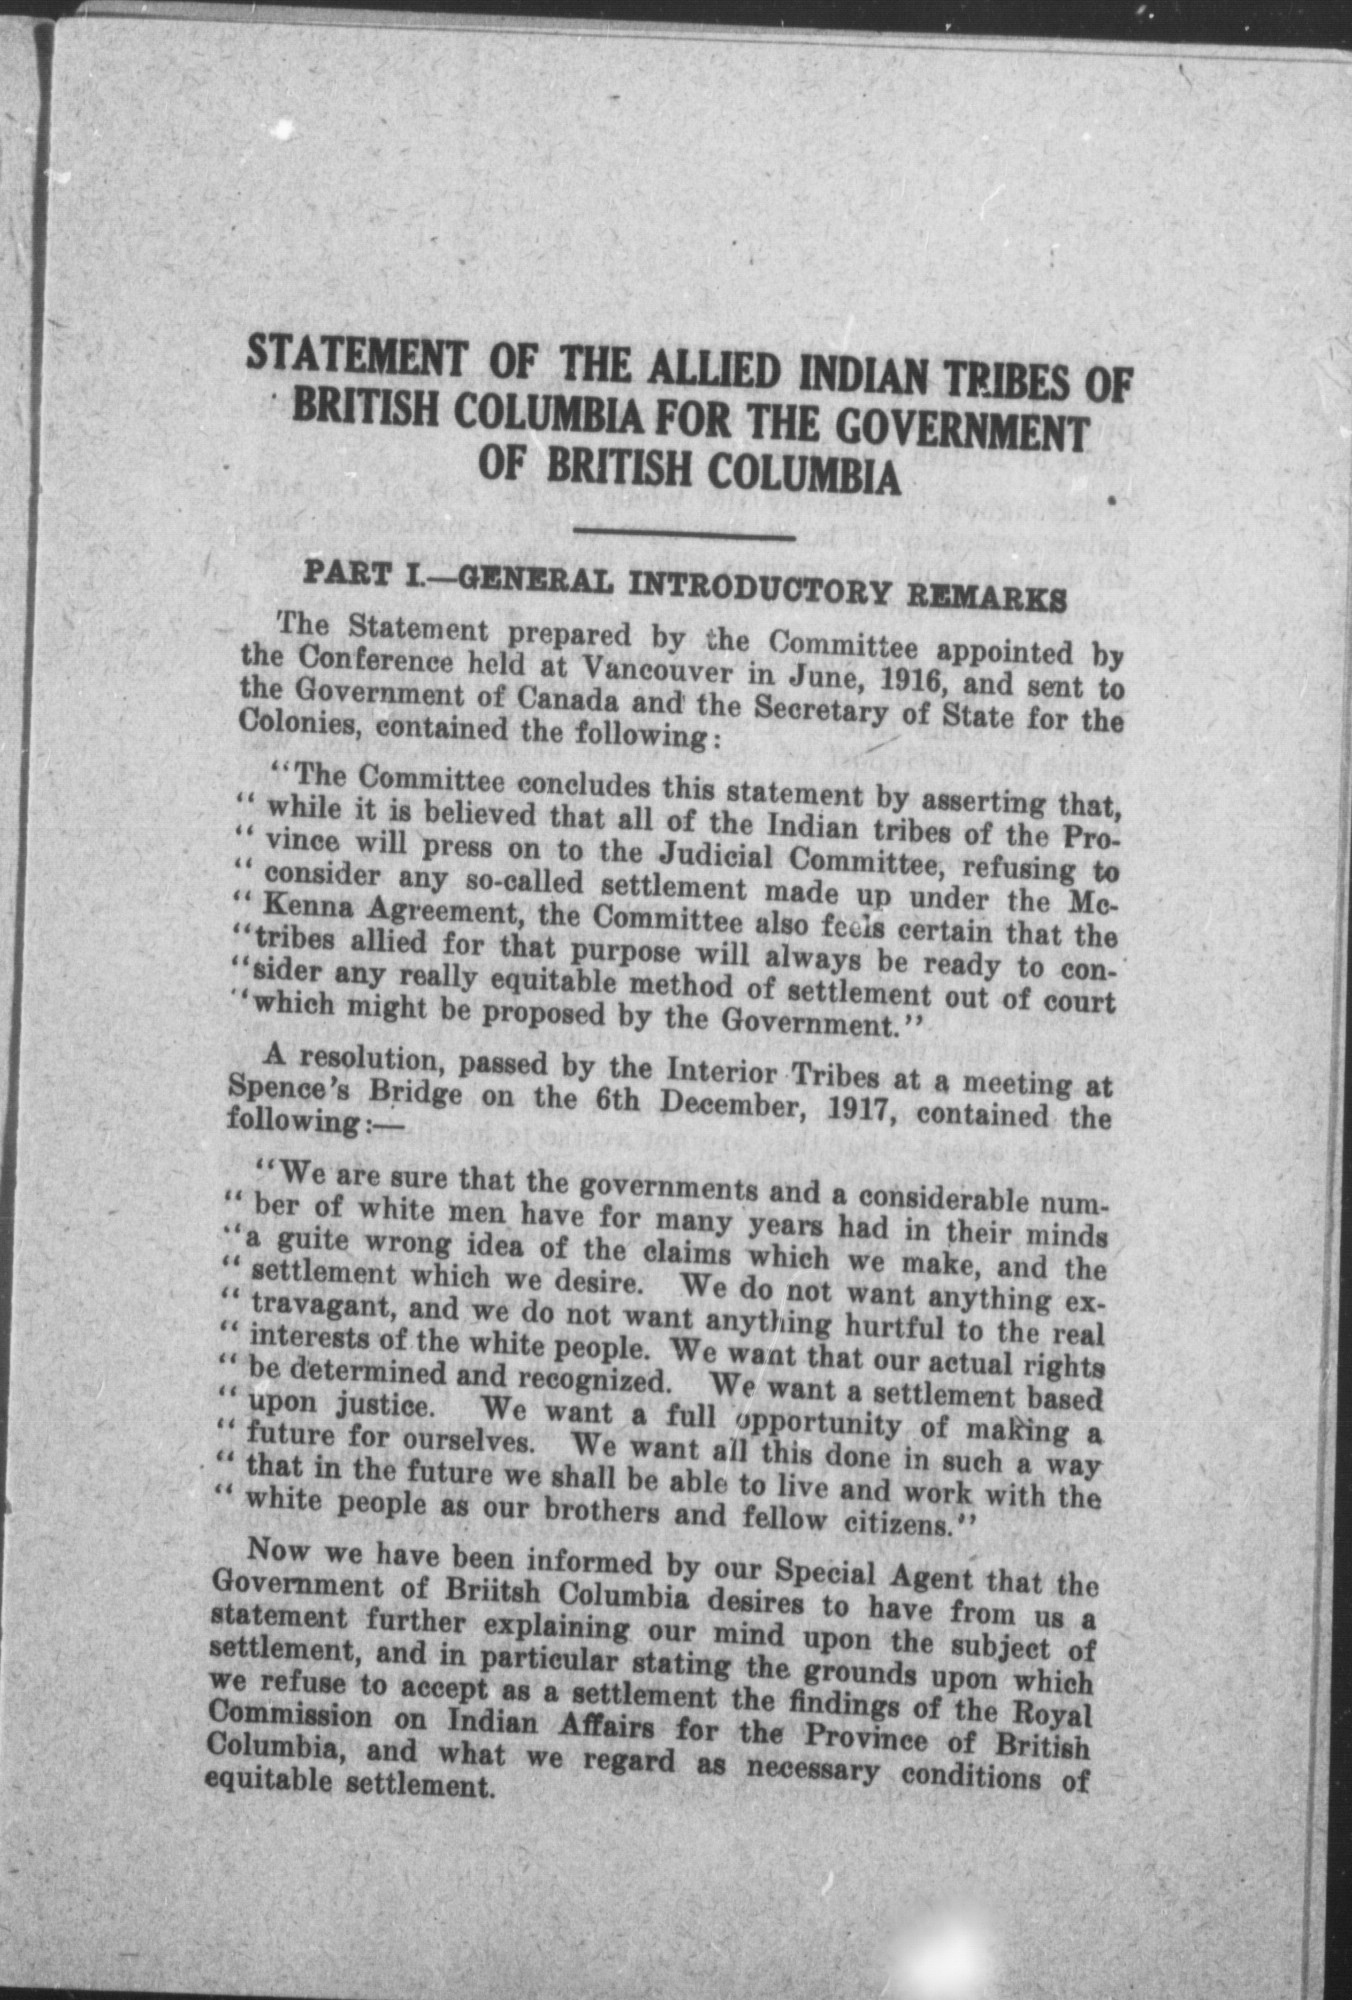 STATEMENT OF THE ALLIED INDIAN TRIBES OF
BRITISH COLUMBIA FOR THE GOVERNMENT
OF BRITISH COLUMBIA
PART I.—GENERAL INTRODUCTORY REMARKS
The Statement prepared by the Committee appointed by
the Conference held at Vancouver in June, 1916, and sent to
the Government of Canada and the Secretary of State for the
Colonies, contained the following:
"The Committee concludes this statement by asserting that,
" while it is believed that all of the Indian tribes of the Pro-
" vince will press on to the Judicial Committee, refusing to
" consider any so-called settlement made up under the Mc-
" Kenna Agreement, the Committee also feels certain that the
"tribes allied for that purpose will always be ready to con-
"sider any really equitable method of settlement out of court
"which might be proposed by the Government."
A resolution, passed by the Interior Tribes at a meeting at
Spence's Bridge on the 6th December, 1917, contained the
following:—
"We are sure that the governments and a considerable num-
" ber of white men have for many years had in their minds
"a guite wrong idea of the claims which we make, and the
" settlement which we desire. We do not want anything ex-
" travagant, and we do not want anything hurtful to the real
" interests of the white people. We want that our actual rights
" be determined and recognized. We want a settlement based
" upon justice. We want a full opportunity of making a
" future for ourselves. We want all this done in such a way
" that in the future we shall be able to live and work with the
" white people as our brothers and fellow citizens."
Now we have been informed by our Special Agent that the
Government of Briitsh Columbia desires to have from us a
statement further explaining our mind upon the subject of
settlement, and in particular stating the grounds upon which
we refuse to accept as a settlement the findings of the Royal
Commission on Indian Affairs for the Province of British
Columbia, and what we regard as necessary conditions of
equitable settlement.